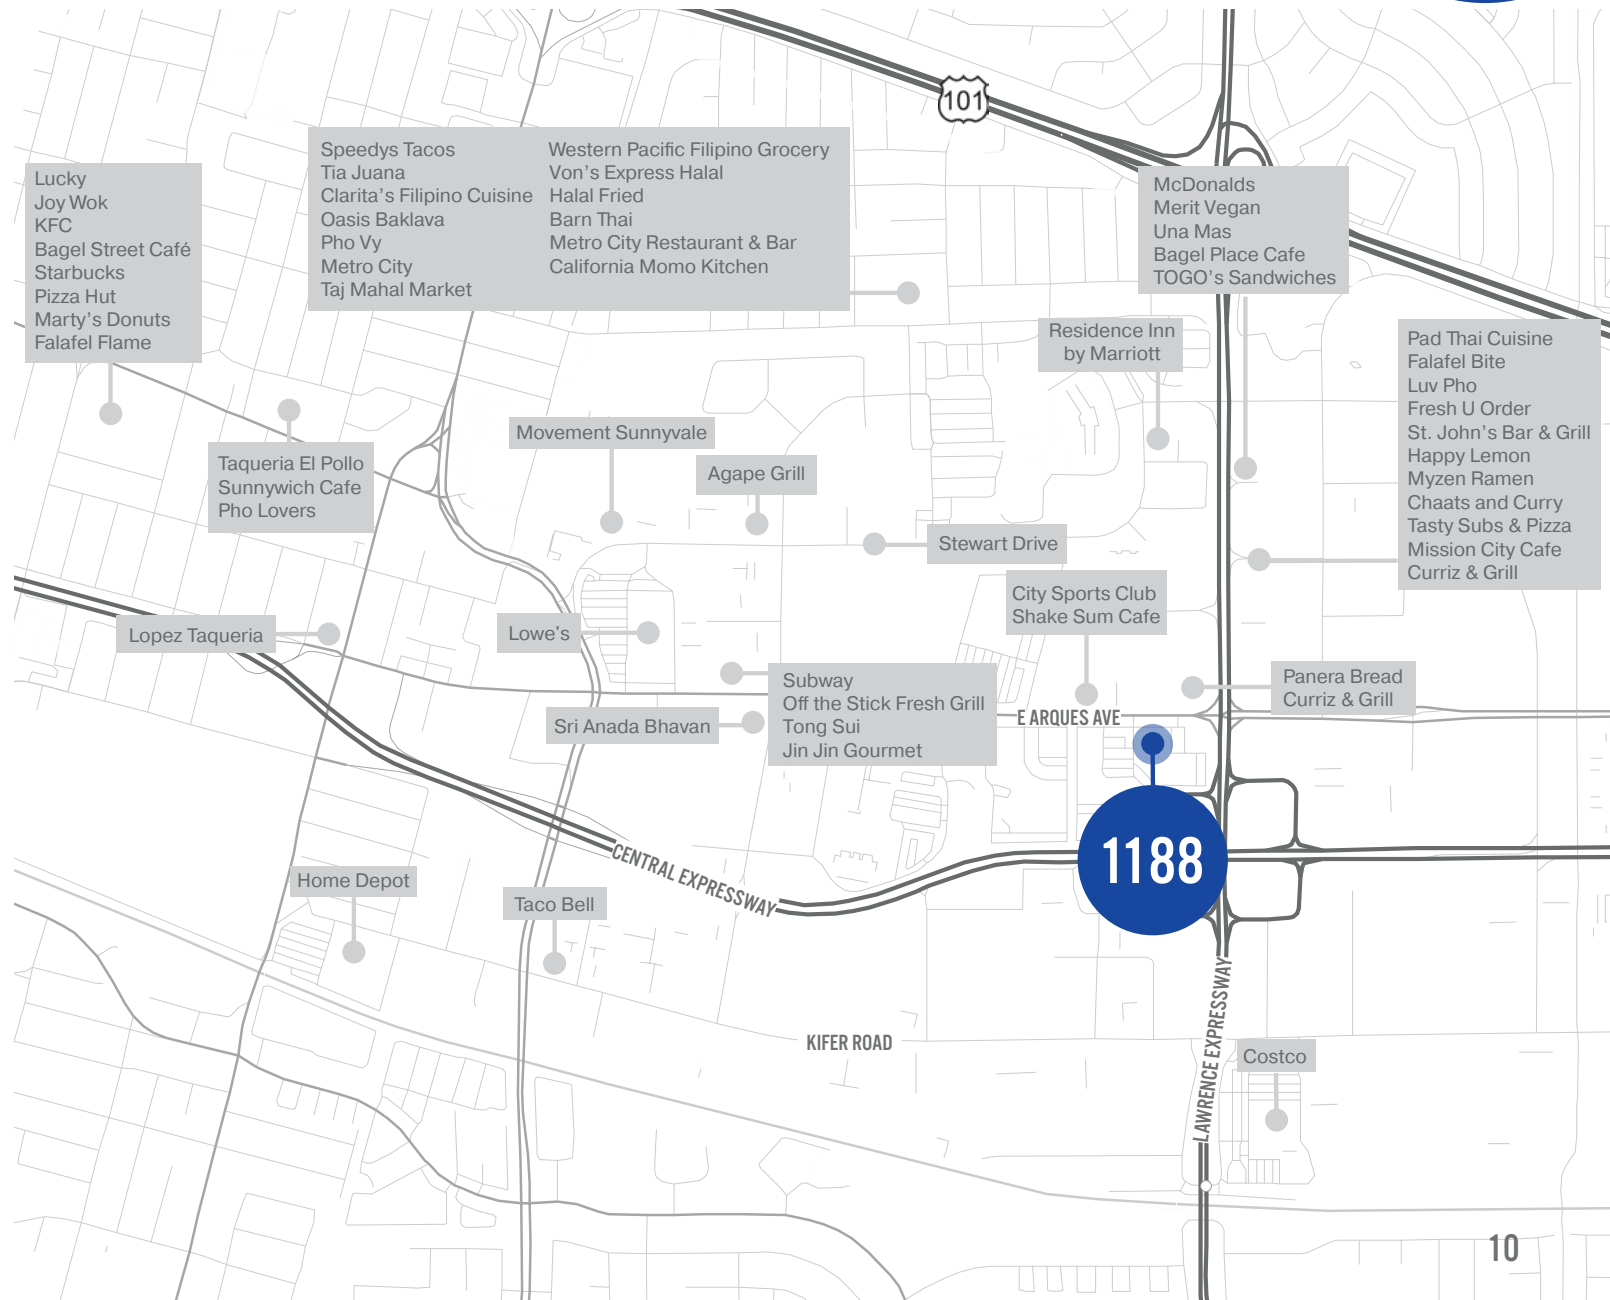 101
Speedys Tacos
Tia Juana
Clarita's Filipino Cuisine
Oasis Baklava
Pho Vy
Metro City
Taj Mahal Market
Western Pacific Filipino Grocery
Von's Express Halal
Halal Fried
Barn Thai
Metro City Restaurant & Bar
California Momo Kitchen
Lucky
Joy Wok
KFC
Bagel Street Café
Starbucks
Pizza Hut
Marty's Donuts
Falafel Flame
McDonalds
Merit Vegan
Una Mas
Bagel Place Cafe
TOGO's Sandwiches
Residence Inn
by Marriott
Pad Thai Cuisine
Falafel Bite
Luv Pho
Fresh U Order
St. John's Bar & Grill
Happy Lemon
Myzen Ramen
Chaats and Curry
Tasty Subs & Pizza
Mission City Cafe
Curriz & Grill
Movement Sunnyvale
Taqueria El Pollo
Sunnywich Cafe
Pho Lovers
Agape Grill
Stewart Drive
City Sports Club
Shake Sum Cafe
Lopez Taqueria
Lowe's
Subway
Off the Stick Fresh Grill
Tong Sui
Jin Jin Gourmet
Panera Bread
Curriz & Grill
Sri Anada Bhavan
E ARQUES AVE
1188
CENTRAL EXPRESSWAY
Home Depot
Taco Bell
KIFER ROAD
LAWRENCE EXPRESSWAY
Costco
10